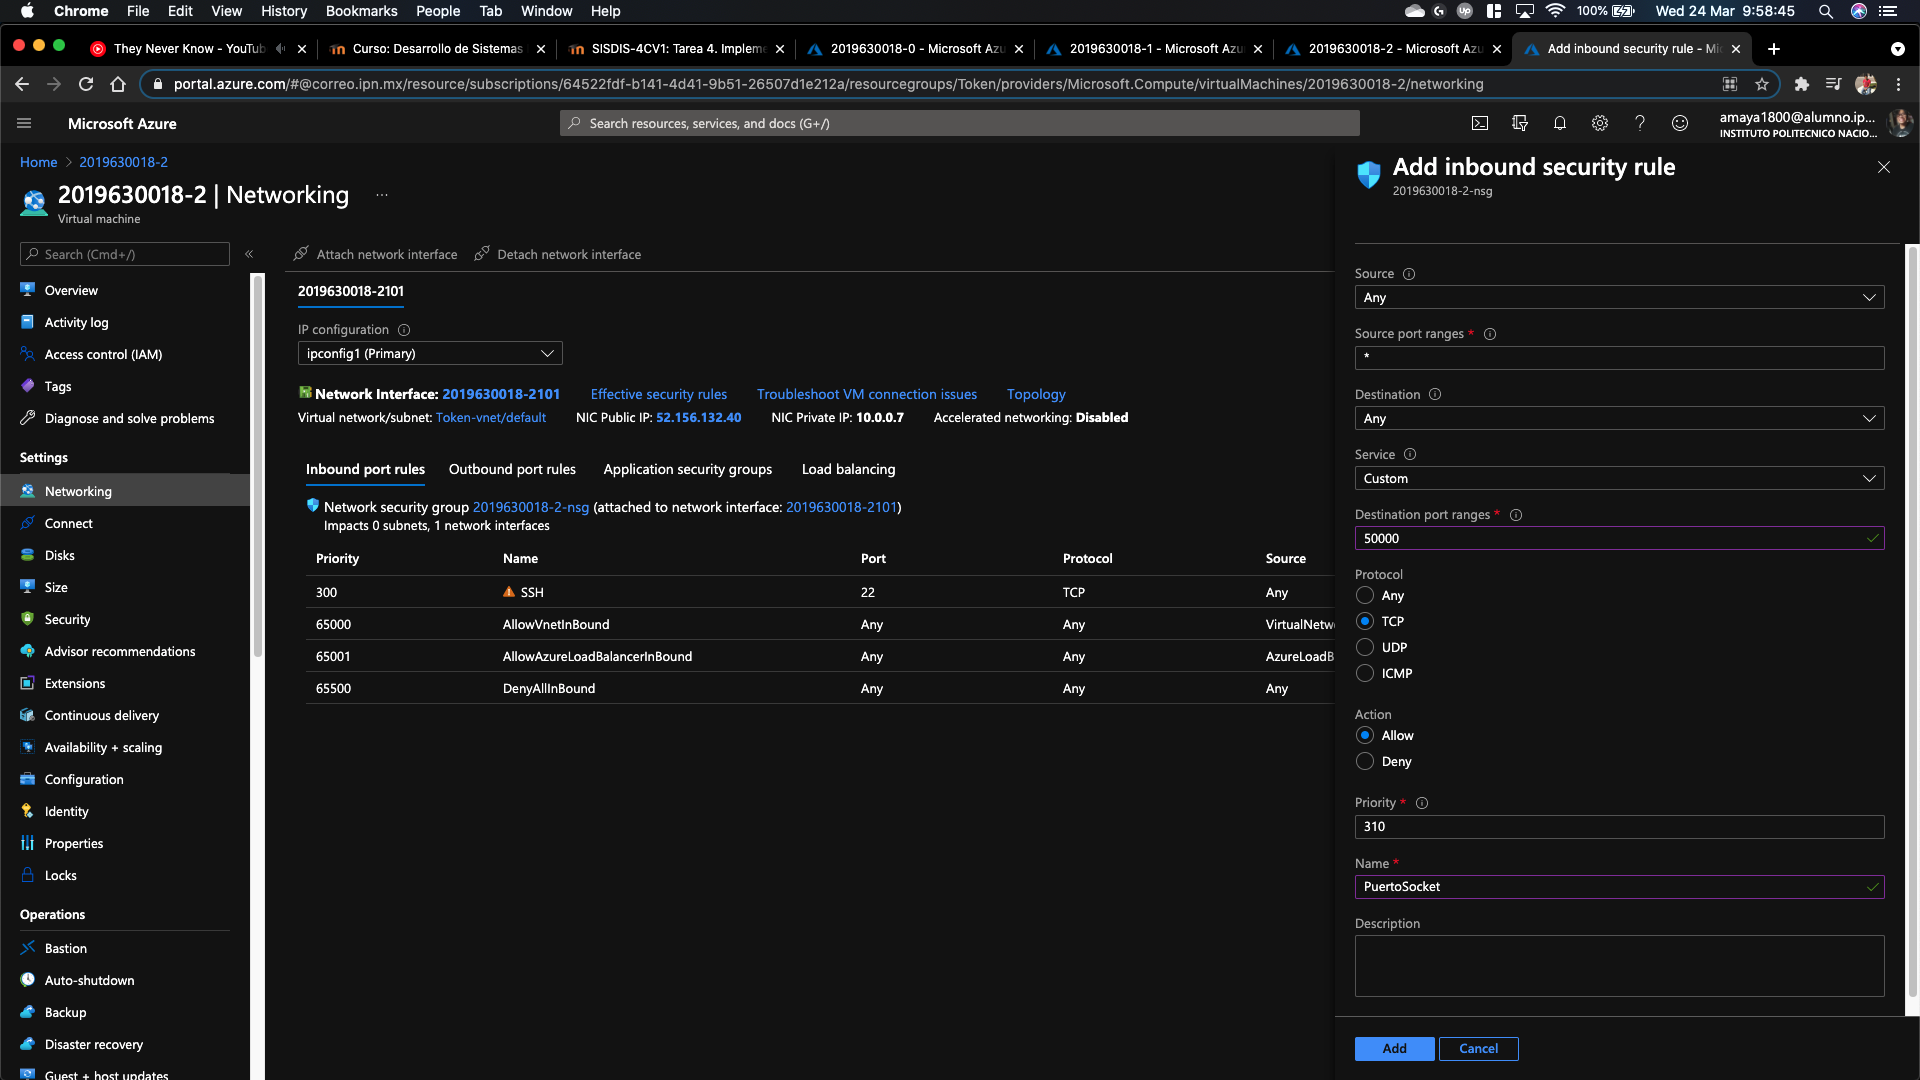 Chrome File Edit View History Bookmarks People Tab Window Help 100% Wed 24 Mar 9:58:45
They Never Know - YouTub Curso: Desarrollo de Sistemas SISDIS-4CV1: Tarea 4. Impleme 2019630018-0 - Microsoft Azu 2019630018-1 - Microsoft Azu 2019630018-2 - Microsoft Azu Add inbound security rule - Mi
portal.azure.com/#@correo.ipn.mx/resource/subscriptions/64522fdf-b141-4d41-9b51-26507d1e212a/resourcegroups/Token/providers/Microsoft.Compute/virtualMachines/2019630018-2/networking
Microsoft Azure
Search resources, services, and docs (G+/)
amaya1800@alumno.ip...
INSTITUTO POLITECNICO NACIO...
Home > 2019630018-2
2019630018-2 | Networking ...
Virtual machine
Search (Cmd+/)
Overview
Activity log
Access control (IAM)
Tags
Diagnose and solve problems
Settings
Networking
Connect
Disks
Size
Security
Advisor recommendations
Extensions
Continuous delivery
Availability + scaling
Configuration
Identity
Properties
Locks
Operations
Bastion
Auto-shutdown
Backup
Disaster recovery
Guest + host updates
Attach network interface Detach network interface
2019630018-2101
IP configuration
ipconfig1 (Primary)
Network Interface: 2019630018-2101 Effective security rules Troubleshoot VM connection issues Topology
Virtual network/subnet: Token-vnet/default NIC Public IP: 52.156.132.40 NIC Private IP: 10.0.0.7 Accelerated networking: Disabled
Inbound port rules Outbound port rules Application security groups Load balancing
Network security group 2019630018-2-nsg (attached to network interface: 2019630018-2101)
Impacts 0 subnets, 1 network interfaces
Priority Name Port Protocol Source
300 SSH 22 TCP Any
65000 AllowVnetInBound Any Any VirtualNetw
65001 AllowAzureLoadBalancerInBound Any Any AzureLoadB
65500 DenyAllInBound Any Any Any
Add inbound security rule
2019630018-2-nsg
Source
Any
Source port ranges *
*
Destination
Any
Service
Custom
Destination port ranges *
50000
Protocol
Any
TCP
UDP
ICMP
Action
Allow
Deny
Priority *
310
Name *
PuertoSocket
Description
Add Cancel